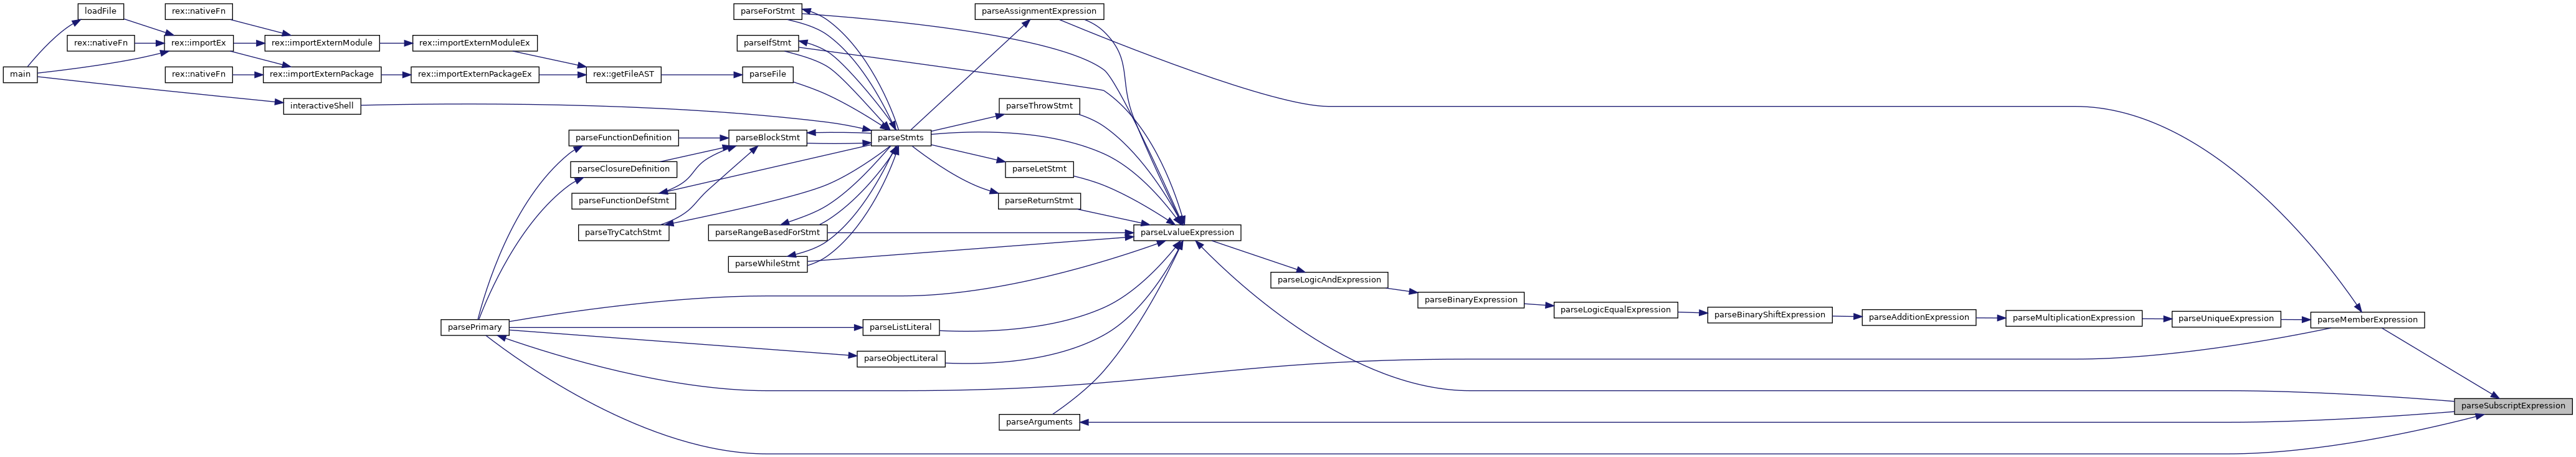 main
loadFile
rex::nativeFn
rex::nativeFn
rex::importEx
rex::nativeFn
interactiveShell
rex::importExternModule
rex::importExternPackage
rex::importExternModuleEx
rex::importExternPackageEx
rex::getFileAST
parseForStmt
parseIfStmt
parseFile
parseFunctionDefinition
parseClosureDefinition
parseFunctionDefStmt
parseTryCatchStmt
parseBlockStmt
parseRangeBasedForStmt
parseWhileStmt
parsePrimary
parseStmts
parseListLiteral
parseObjectLiteral
parseAssignmentExpression
parseThrowStmt
parseLetStmt
parseReturnStmt
parseArguments
parseLvalueExpression
parseLogicAndExpression
parseBinaryExpression
parseLogicEqualExpression
parseBinaryShiftExpression
parseAdditionExpression
parseMultiplicationExpression
parseUniqueExpression
parseMemberExpression
parseSubscriptExpression